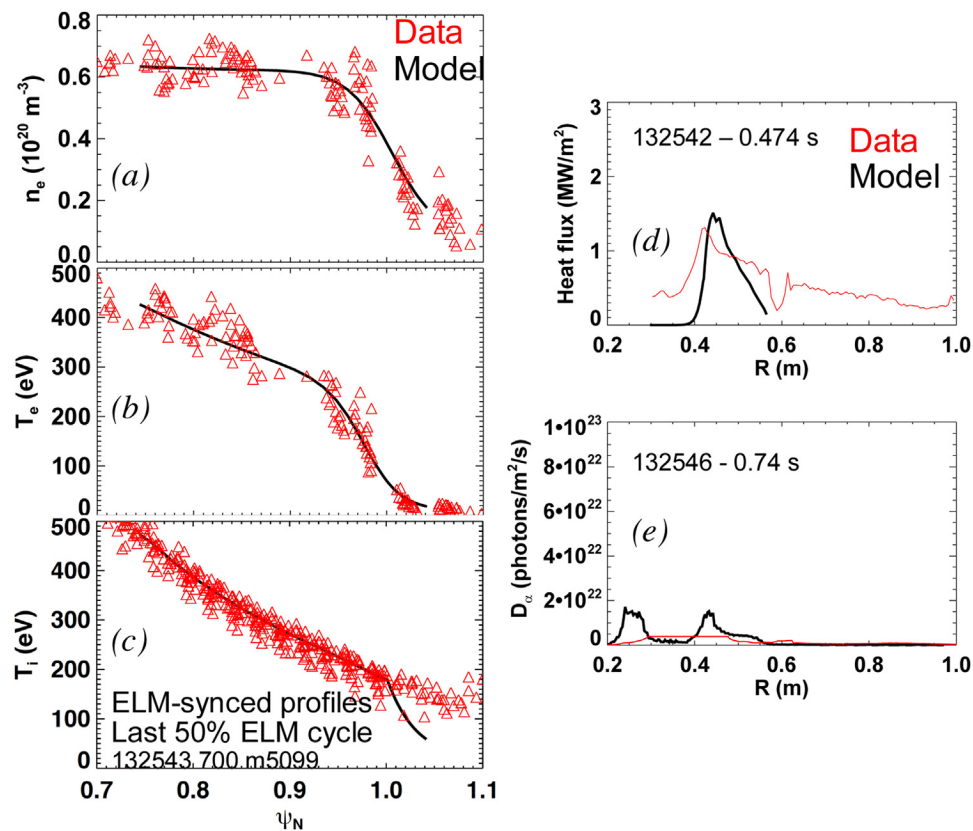 Data
Model
0.8
0.6
0.4
0.2
0.0
n_e (10^20 m^-3)
(a)
500
400
300
200
100
0
T_e (eV)
(b)
500
400
300
200
100
0
T_i (eV)
(c)
ELM-synced profiles
Last 50% ELM cycle
132543.700 m5099
0.7 0.8 0.9 1.0 1.1
ψ_N
3
2
1
0
Heat flux (MW/m^2)
132542 – 0.474 s
Data
Model
(d)
0.2 0.4 0.6 0.8 1.0
R (m)
1•10^23
8•10^22
6•10^22
4•10^22
2•10^22
0
D_α (photons/m^2/s)
132546 - 0.74 s
(e)
0.2 0.4 0.6 0.8 1.0
R (m)